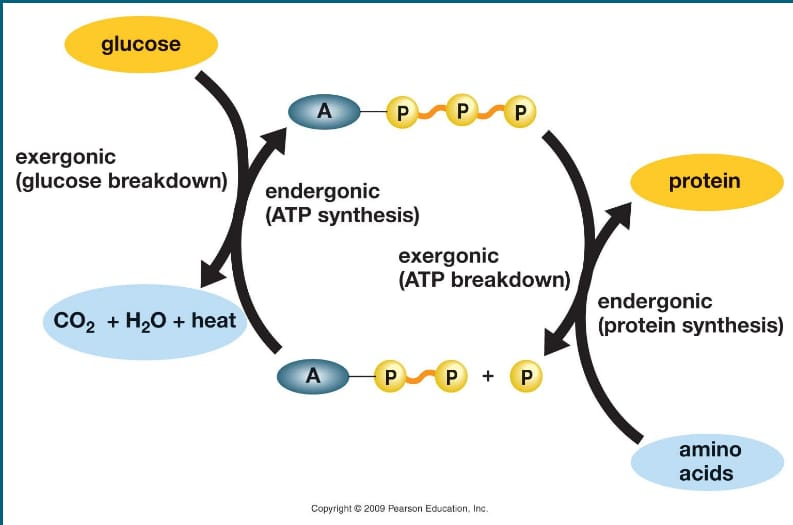 glucose
A P P P
exergonic
(glucose breakdown)
endergonic
(ATP synthesis)
protein
exergonic
(ATP breakdown)
endergonic
(protein synthesis)
CO₂ + H₂O + heat
A P P + P
amino
acids
Copyright © 2009 Pearson Education, Inc.